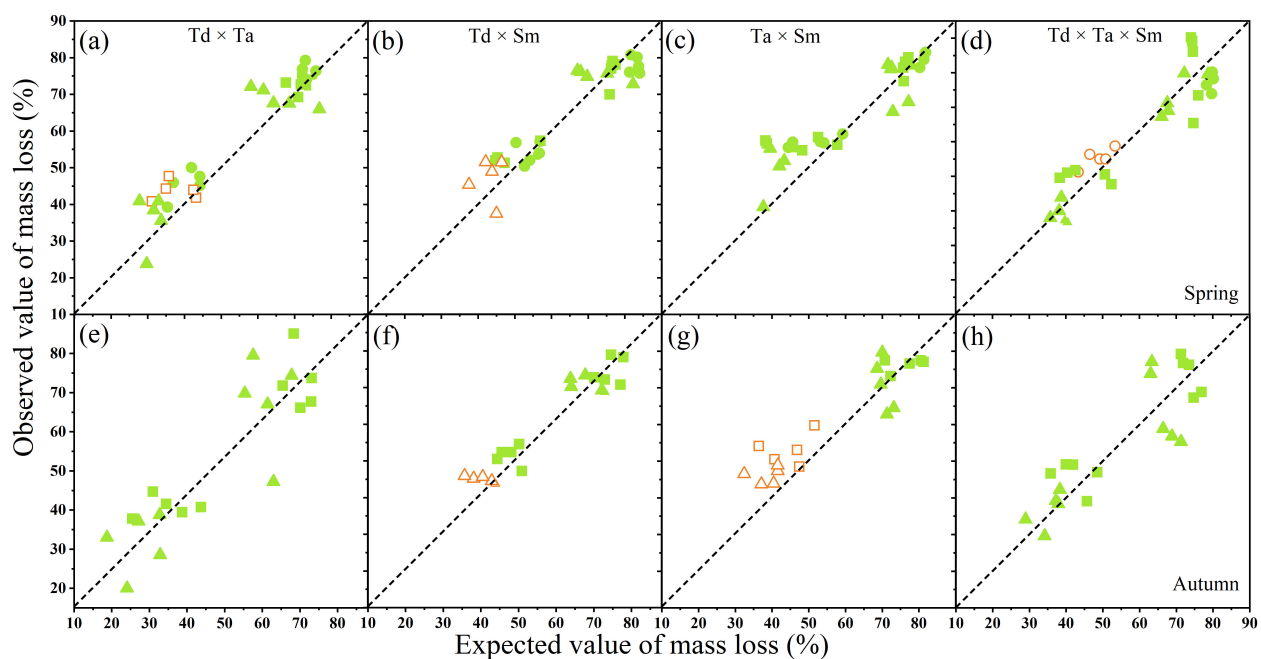 (a) Td × Ta
(b) Td × Sm
(c) Ta × Sm
(d) Td × Ta × Sm
90
80
70
60
50
40
30
20
10
Spring
(e)
(f)
(g)
(h)
80
70
60
50
40
30
20
Autumn
10 20 30 40 50 60 70 80
10 20 30 40 50 60 70 80
10 20 30 40 50 60 70 80
10 20 30 40 50 60 70 80 90
Observed value of mass loss (%)
Expected value of mass loss (%)